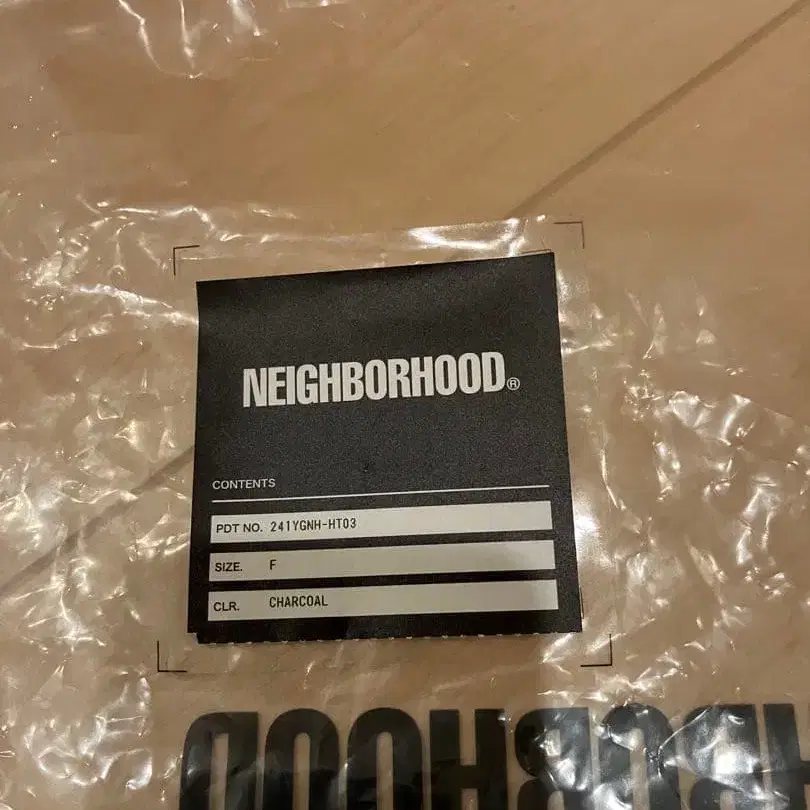 NEIGHBORHOOD®
CONTENTS
PDT NO. 241YGNH-HT03
SIZE. F
CLR. CHARCOAL